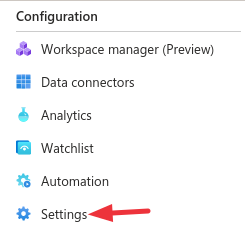 Configuration
Workspace manager (Preview)
Data connectors
Analytics
Watchlist
Automation
Settings